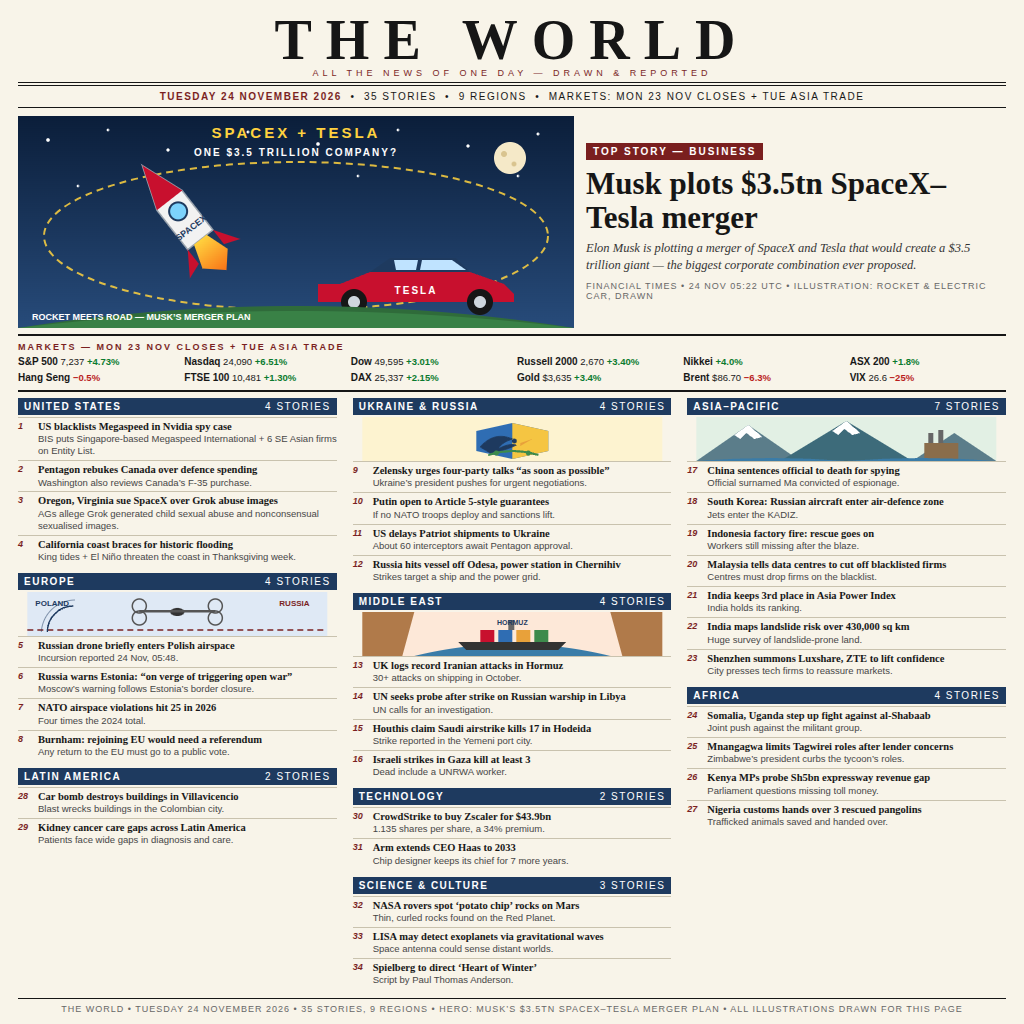 THE WORLD
ALL THE NEWS OF ONE DAY — DRAWN & REPORTED
TUESDAY 24 NOVEMBER 2026 • 35 STORIES • 9 REGIONS • MARKETS: MON 23 NOV CLOSES + TUE ASIA TRADE
SPACEX + TESLA
ONE $3.5 TRILLION COMPANY?
SPACEX
TESLA
ROCKET MEETS ROAD — MUSK'S MERGER PLAN
TOP STORY — BUSINESS
Musk plots $3.5tn SpaceX–
Tesla merger
Elon Musk is plotting a merger of SpaceX and Tesla that would create a $3.5
trillion giant — the biggest corporate combination ever proposed.
FINANCIAL TIMES • 24 NOV 05:22 UTC • ILLUSTRATION: ROCKET & ELECTRIC
CAR, DRAWN
MARKETS — MON 23 NOV CLOSES + TUE ASIA TRADE
S&P 500 7,237 +4.73% Nasdaq 24,090 +6.51% Dow 49,595 +3.01% Russell 2000 2,670 +3.40% Nikkei +4.0% ASX 200 +1.8%
Hang Seng −0.5% FTSE 100 10,481 +1.30% DAX 25,337 +2.15% Gold $3,635 +3.4% Brent $86.70 −6.3% VIX 26.6 −25%
UNITED STATES 4 STORIES
1 US blacklists Megaspeed in Nvidia spy case
BIS puts Singapore-based Megaspeed International + 6 SE Asian firms
on Entity List.
2 Pentagon rebukes Canada over defence spending
Washington also reviews Canada's F-35 purchase.
3 Oregon, Virginia sue SpaceX over Grok abuse images
AGs allege Grok generated child sexual abuse and nonconsensual
sexualised images.
4 California coast braces for historic flooding
King tides + El Niño threaten the coast in Thanksgiving week.
EUROPE 4 STORIES
POLAND
RUSSIA
5 Russian drone briefly enters Polish airspace
Incursion reported 24 Nov, 05:48.
6 Russia warns Estonia: “on verge of triggering open war”
Moscow's warning follows Estonia's border closure.
7 NATO airspace violations hit 25 in 2026
Four times the 2024 total.
8 Burnham: rejoining EU would need a referendum
Any return to the EU must go to a public vote.
LATIN AMERICA 2 STORIES
28 Car bomb destroys buildings in Villavicencio
Blast wrecks buildings in the Colombian city.
29 Kidney cancer care gaps across Latin America
Patients face wide gaps in diagnosis and care.
UKRAINE & RUSSIA 4 STORIES
9 Zelensky urges four-party talks “as soon as possible”
Ukraine's president pushes for urgent negotiations.
10 Putin open to Article 5-style guarantees
If no NATO troops deploy and sanctions lift.
11 US delays Patriot shipments to Ukraine
About 60 interceptors await Pentagon approval.
12 Russia hits vessel off Odesa, power station in Chernihiv
Strikes target a ship and the power grid.
MIDDLE EAST 4 STORIES
HORMUZ
13 UK logs record Iranian attacks in Hormuz
30+ attacks on shipping in October.
14 UN seeks probe after strike on Russian warship in Libya
UN calls for an investigation.
15 Houthis claim Saudi airstrike kills 17 in Hodeida
Strike reported in the Yemeni port city.
16 Israeli strikes in Gaza kill at least 3
Dead include a UNRWA worker.
TECHNOLOGY 2 STORIES
30 CrowdStrike to buy Zscaler for $43.9bn
1.135 shares per share, a 34% premium.
31 Arm extends CEO Haas to 2033
Chip designer keeps its chief for 7 more years.
SCIENCE & CULTURE 3 STORIES
32 NASA rovers spot ‘potato chip’ rocks on Mars
Thin, curled rocks found on the Red Planet.
33 LISA may detect exoplanets via gravitational waves
Space antenna could sense distant worlds.
34 Spielberg to direct ‘Heart of Winter’
Script by Paul Thomas Anderson.
ASIA–PACIFIC 7 STORIES
17 China sentences official to death for spying
Official surnamed Ma convicted of espionage.
18 South Korea: Russian aircraft enter air-defence zone
Jets enter the KADIZ.
19 Indonesia factory fire: rescue goes on
Workers still missing after the blaze.
20 Malaysia tells data centres to cut off blacklisted firms
Centres must drop firms on the blacklist.
21 India keeps 3rd place in Asia Power Index
India holds its ranking.
22 India maps landslide risk over 430,000 sq km
Huge survey of landslide-prone land.
23 Shenzhen summons Luxshare, ZTE to lift confidence
City presses tech firms to reassure markets.
AFRICA 4 STORIES
24 Somalia, Uganda step up fight against al-Shabaab
Joint push against the militant group.
25 Mnangagwa limits Tagwirei roles after lender concerns
Zimbabwe's president curbs the tycoon's roles.
26 Kenya MPs probe Sh5bn expressway revenue gap
Parliament questions missing toll money.
27 Nigeria customs hands over 3 rescued pangolins
Trafficked animals saved and handed over.
THE WORLD • TUESDAY 24 NOVEMBER 2026 • 35 STORIES, 9 REGIONS • HERO: MUSK'S $3.5TN SPACEX–TESLA MERGER PLAN • ALL ILLUSTRATIONS DRAWN FOR THIS PAGE